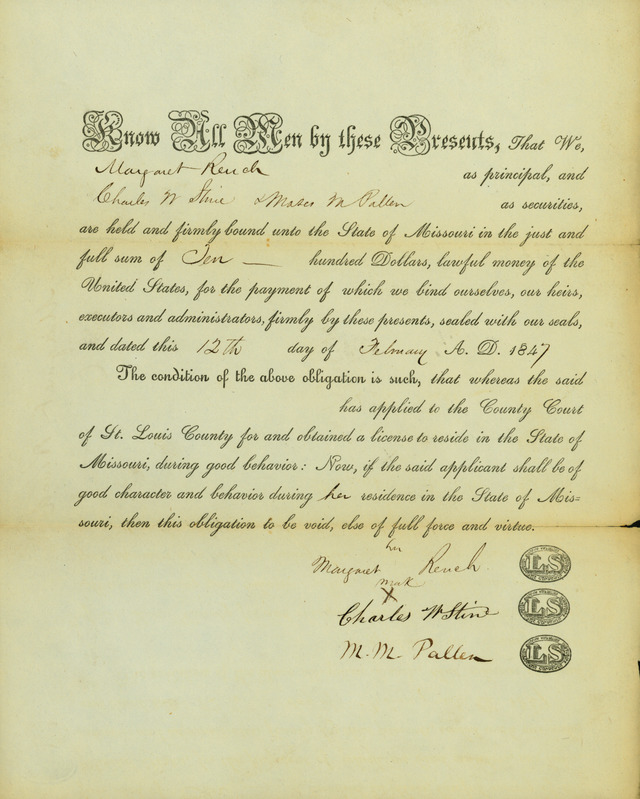 Know All Men by these Presents, That We,
Margaret Rench as principal, and
Charles W Stine & Moses M Pallen as securities,
are held and firmly bound unto the State of Missouri in the just and
full sum of Ten — hundred Dollars, lawful money of the
United States, for the payment of which we bind ourselves, our heirs,
executors and administrators, firmly by these presents, sealed with our seals,
and dated this 12th day of February A. D. 1847
The condition of the above obligation is such, that whereas the said
has applied to the County Court
of St. Louis County for and obtained a license to reside in the State of
Missouri, during good behavior: Now, if the said applicant shall be of
good character and behavior during her residence in the State of Mis=
souri, then this obligation to be void, else of full force and virtue.
her
Margaret Rench LS
mark
X
Charles W Stine LS
M. M. Pallen LS